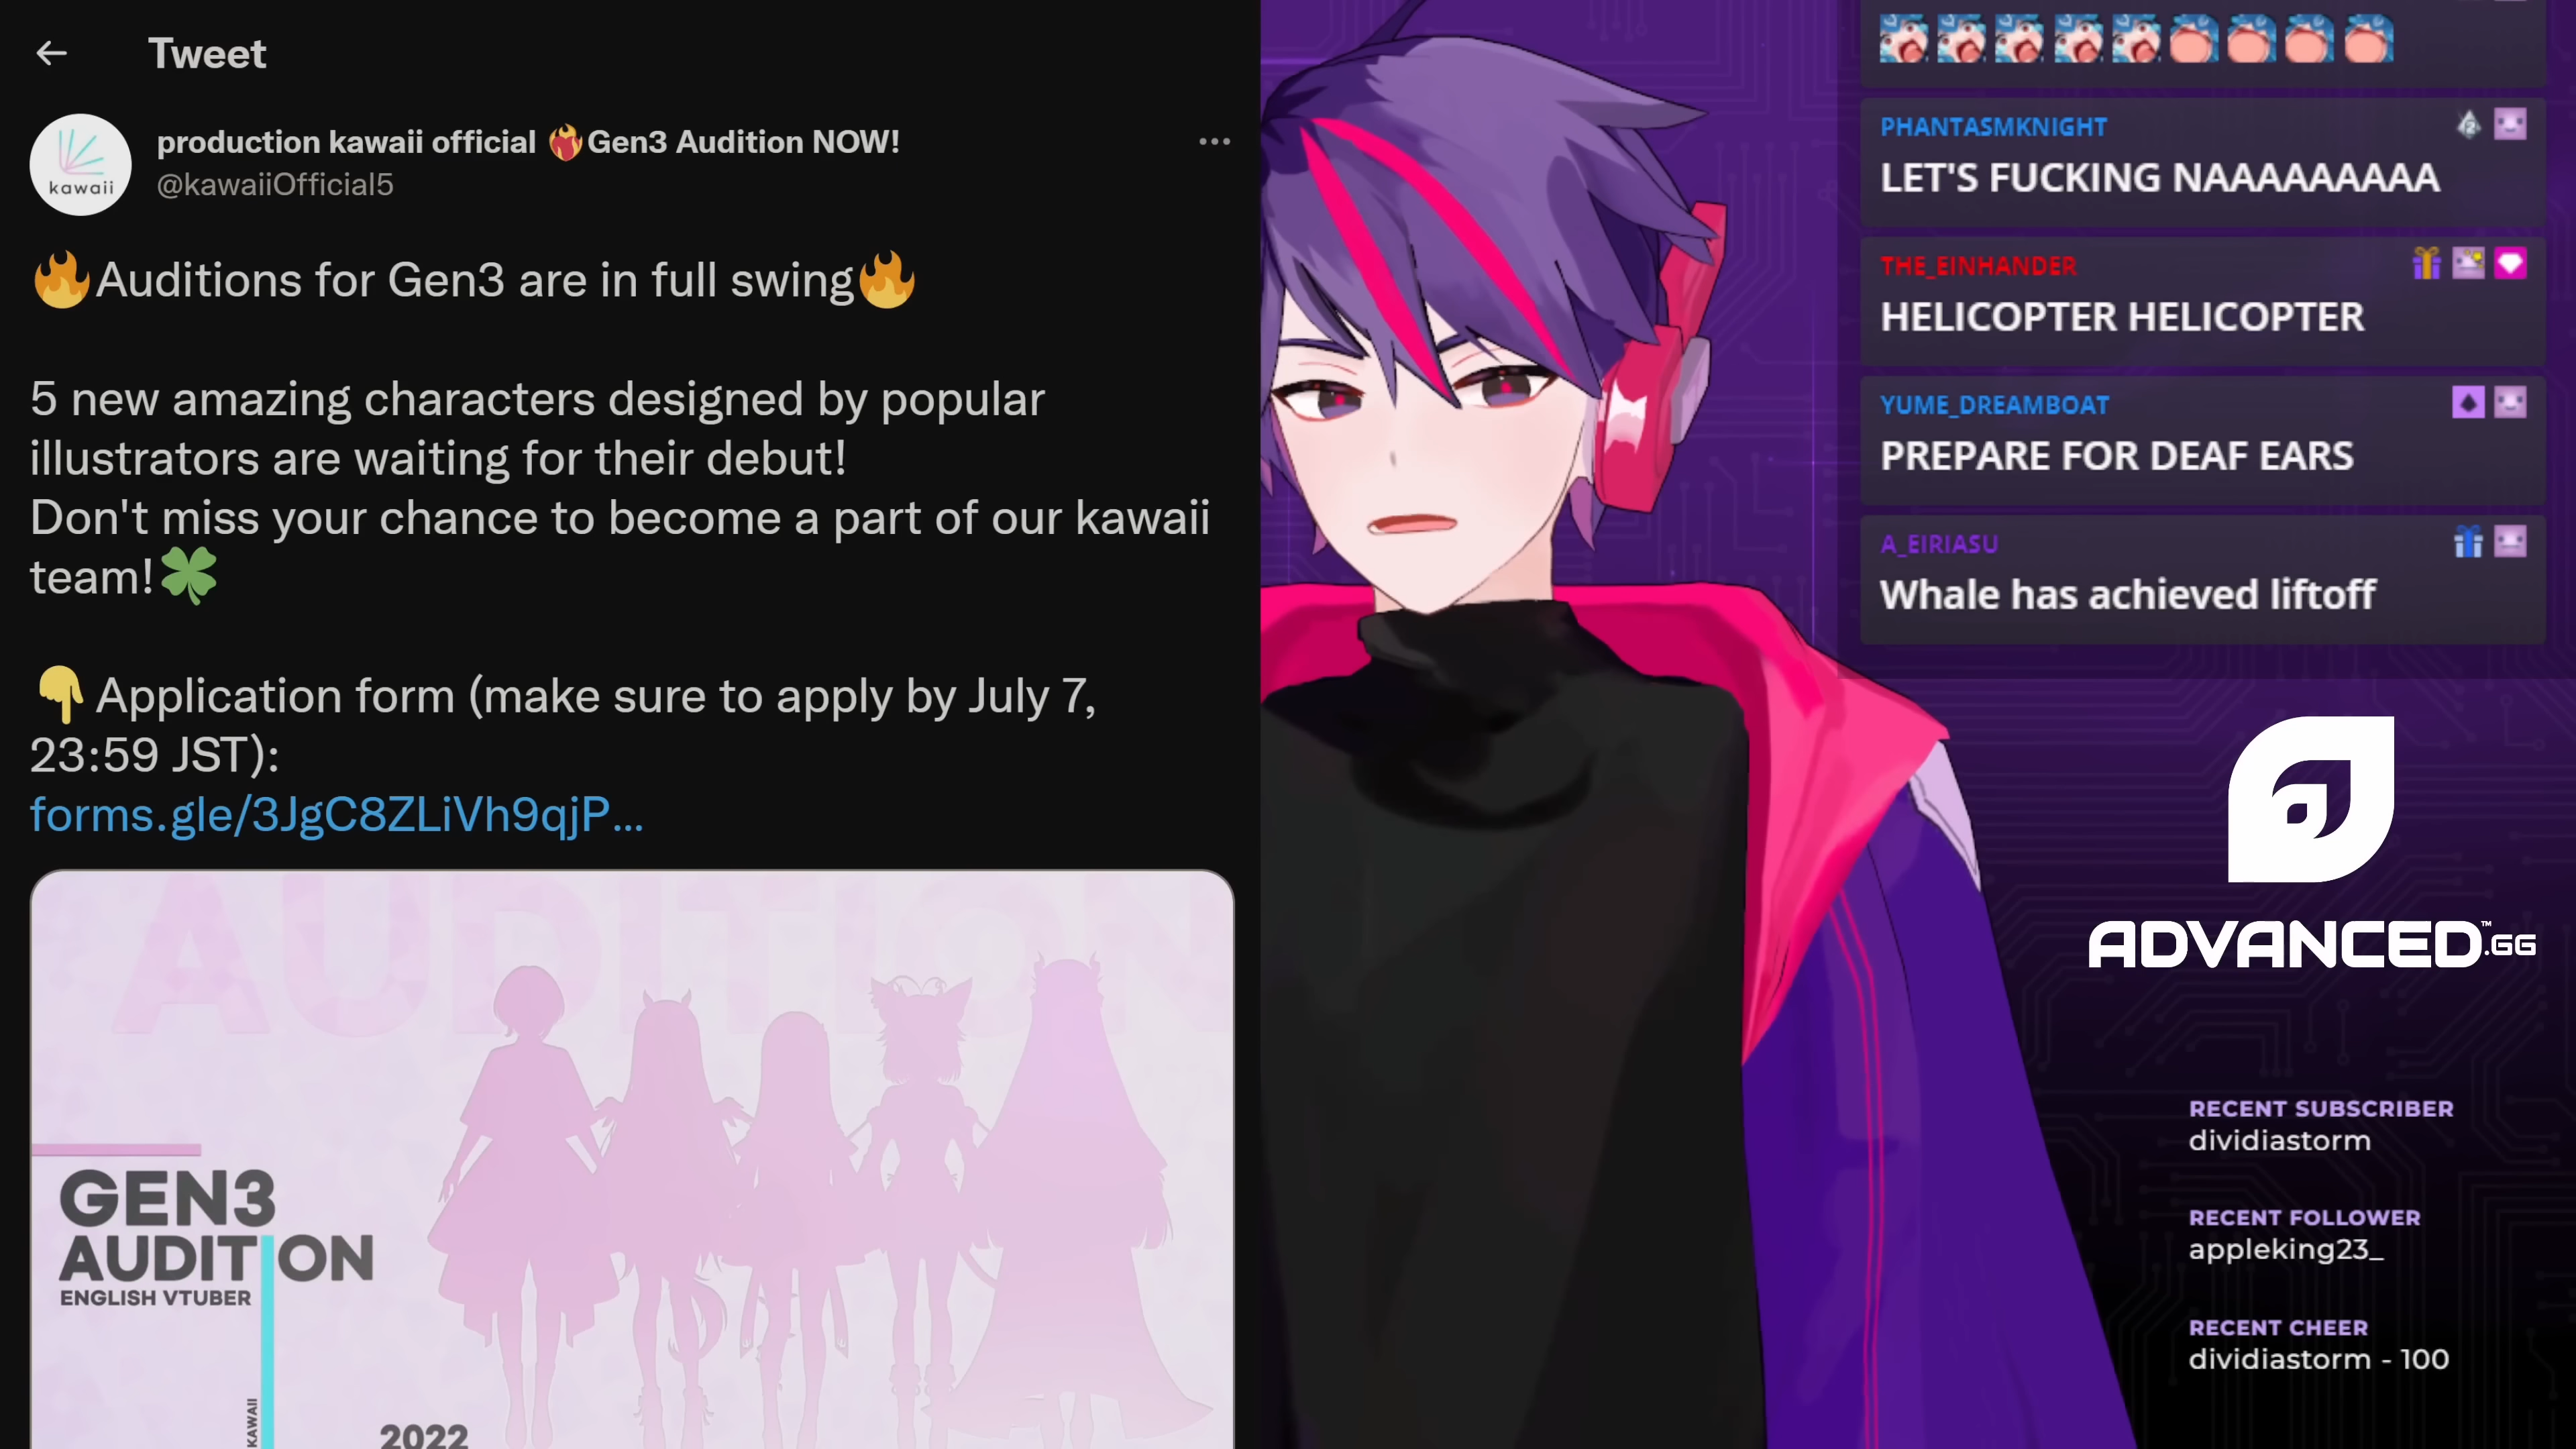 Tweet
production kawaii official ❤️‍🔥Gen3 Audition NOW!
@kawaiiOfficial5
kawaii
🔥Auditions for Gen3 are in full swing🔥
5 new amazing characters designed by popular
illustrators are waiting for their debut!
Don't miss your chance to become a part of our kawaii
team!🍀
👇Application form (make sure to apply by July 7,
23:59 JST):
forms.gle/3JgC8ZLiVh9qjP...
AUDITION
GEN3
AUDITION
ENGLISH VTUBER
KAWAII
2022
PHANTASMKNIGHT
LET'S FUCKING NAAAAAAAAA
THE_EINHANDER
HELICOPTER HELICOPTER
YUME_DREAMBOAT
PREPARE FOR DEAF EARS
A_EIRIASU
Whale has achieved liftoff
ADVANCED™.GG
RECENT SUBSCRIBER
dividiastorm
RECENT FOLLOWER
appleking23_
RECENT CHEER
dividiastorm - 100